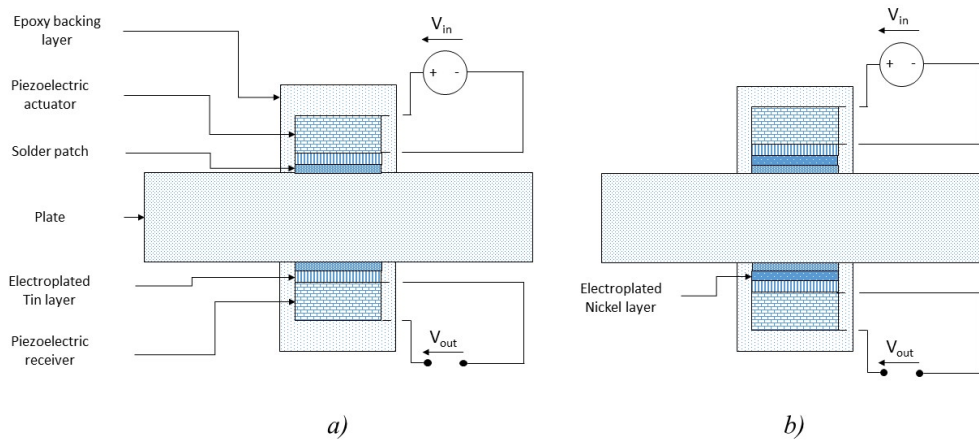 Epoxy backing
layer
Piezoelectric
actuator
Solder patch
Plate
Electroplated
Tin layer
Piezoelectric
receiver
Vin
+ -
Vout
a)
Vin
+ -
Electroplated
Nickel layer
Vout
b)